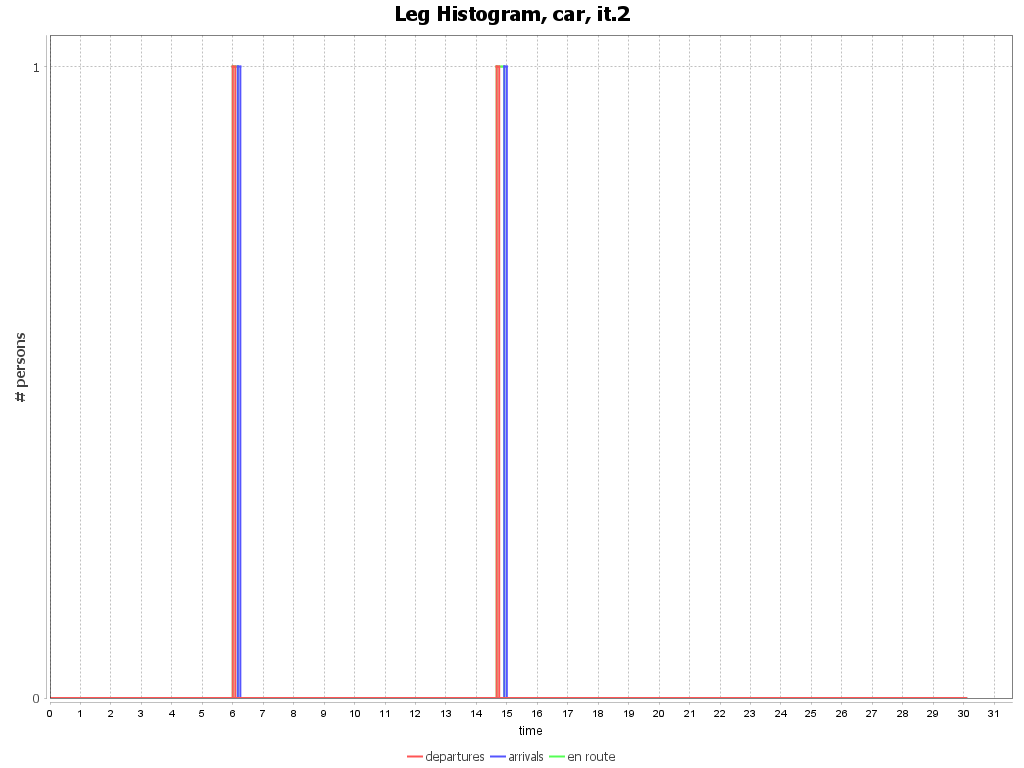 Leg Histogram, car, it.2
1
# persons
0
0 1 2 3 4 5 6 7 8 9 10 11 12 13 14 15 16 17 18 19 20 21 22 23 24 25 26 27 28 29 30 31
time
departures arrivals en route